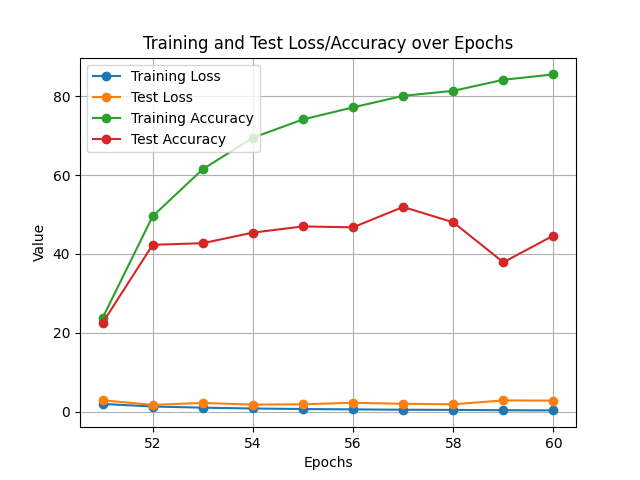 Training and Test Loss/Accuracy over Epochs
Training Loss
Test Loss
Training Accuracy
Test Accuracy
Value
80
60
40
20
0
52
54
56
58
60
Epochs